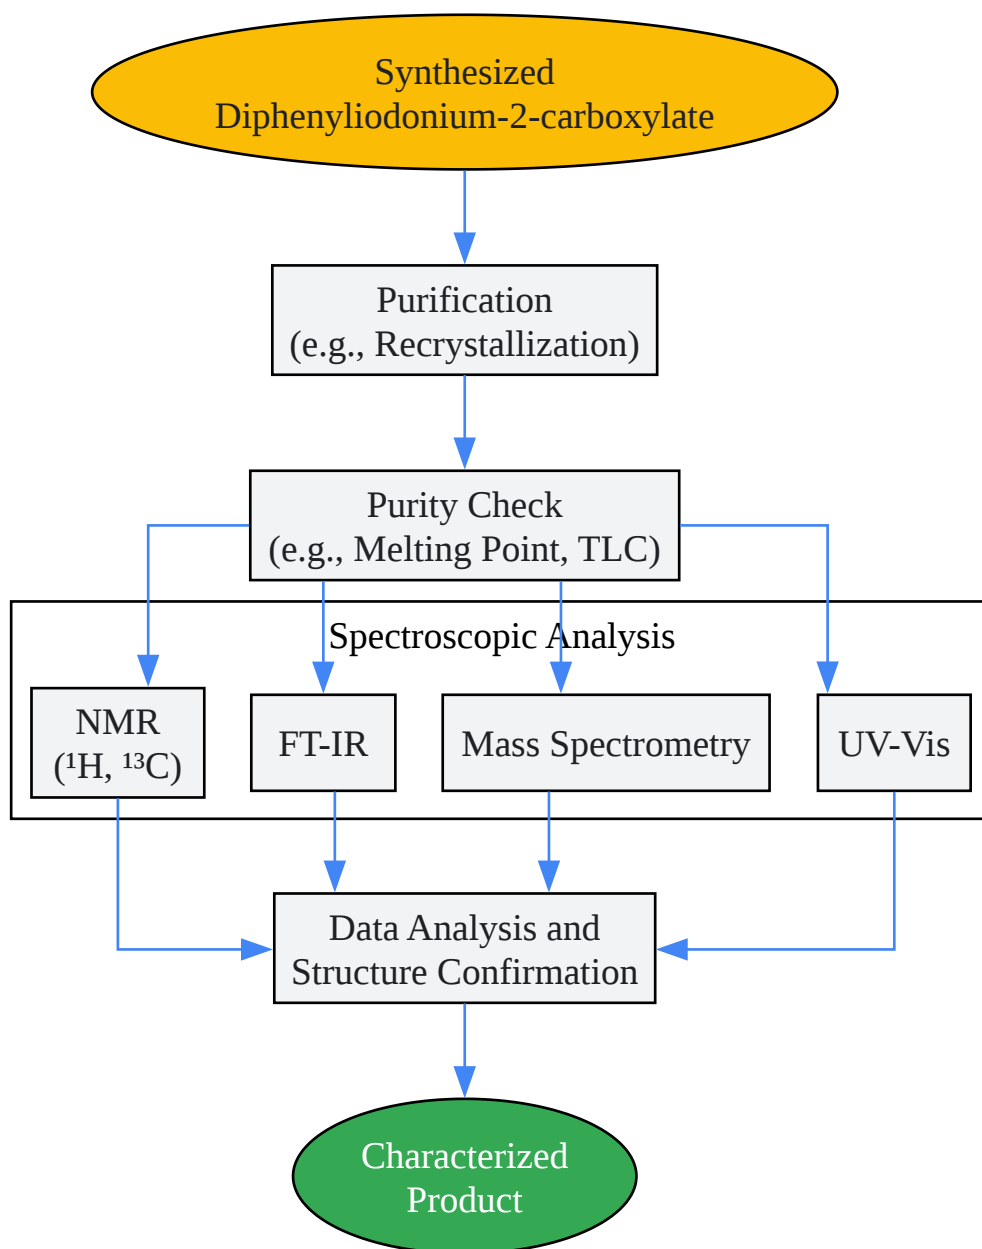 Synthesized
Diphenyliodonium-2-carboxylate
Purification
(e.g., Recrystallization)
Purity Check
(e.g., Melting Point, TLC)
Spectroscopic Analysis
NMR
(¹H, ¹³C)
FT-IR
Mass Spectrometry
UV-Vis
Data Analysis and
Structure Confirmation
Characterized
Product